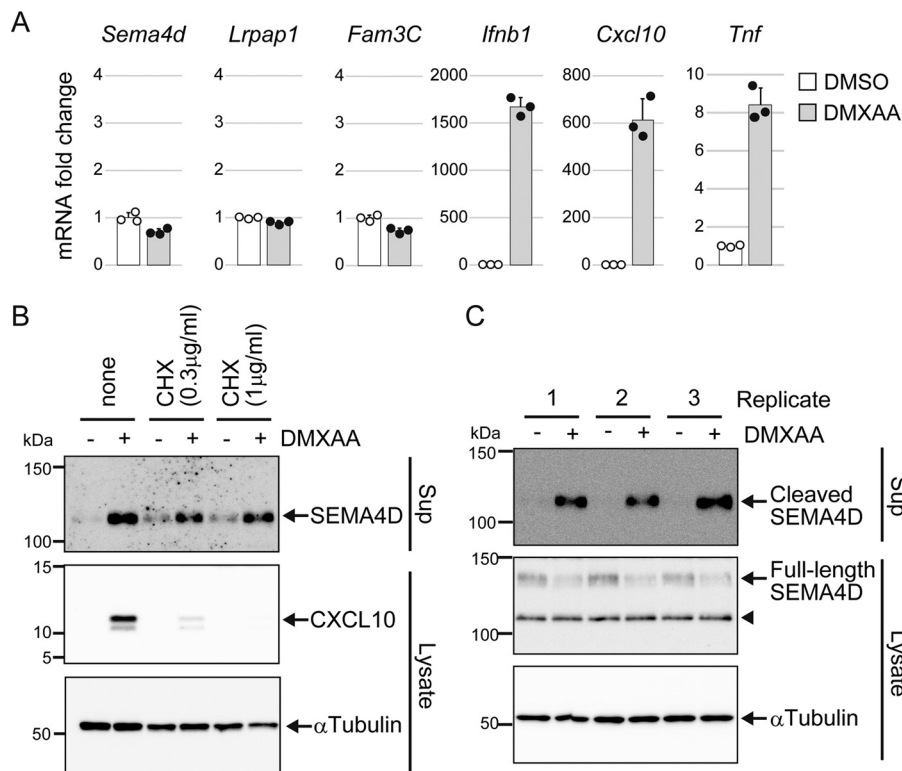 A
Sema4d Lrpap1 Fam3C Ifnb1 Cxcl10 Tnf
mRNA fold change
4 3 2 1 0
4 3 2 1 0
4 3 2 1 0
2000 1500 1000 500 0
800 600 400 200 0
10 8 6 4 2 0
DMSO
DMXAA
B
none
CHX (0.3μg/ml)
CHX (1μg/ml)
kDa - + - + - + DMXAA
150
100
SEMA4D
Sup
15
10
5
CXCL10
50
αTubulin
Lysate
C
1 2 3 Replicate
kDa - + - + - + DMXAA
150
100
Cleaved
SEMA4D
Sup
150
100
Full-length
SEMA4D
50
αTubulin
Lysate